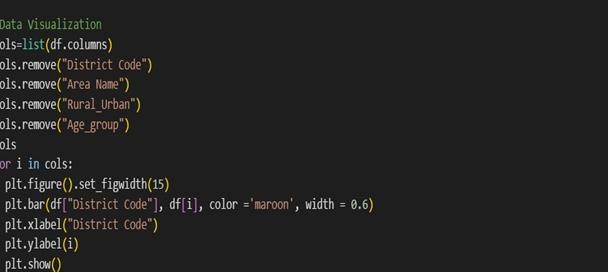 Data Visualization
ols=list(df.columns)
ols.remove("District Code")
ols.remove("Area Name")
ols.remove("Rural_Urban")
ols.remove("Age_group")
ols
or i in cols:
plt.figure().set_figwidth(15)
plt.bar(df["District Code"], df[i], color ='maroon', width = 0.6)
plt.xlabel("District Code")
plt.ylabel(i)
plt.show()